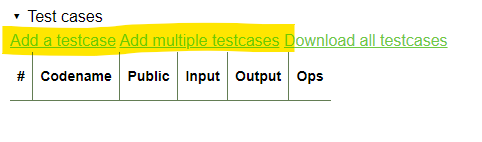 ▼ Test cases
Add a testcase Add multiple testcases Download all testcases
# Codename Public Input Output Ops